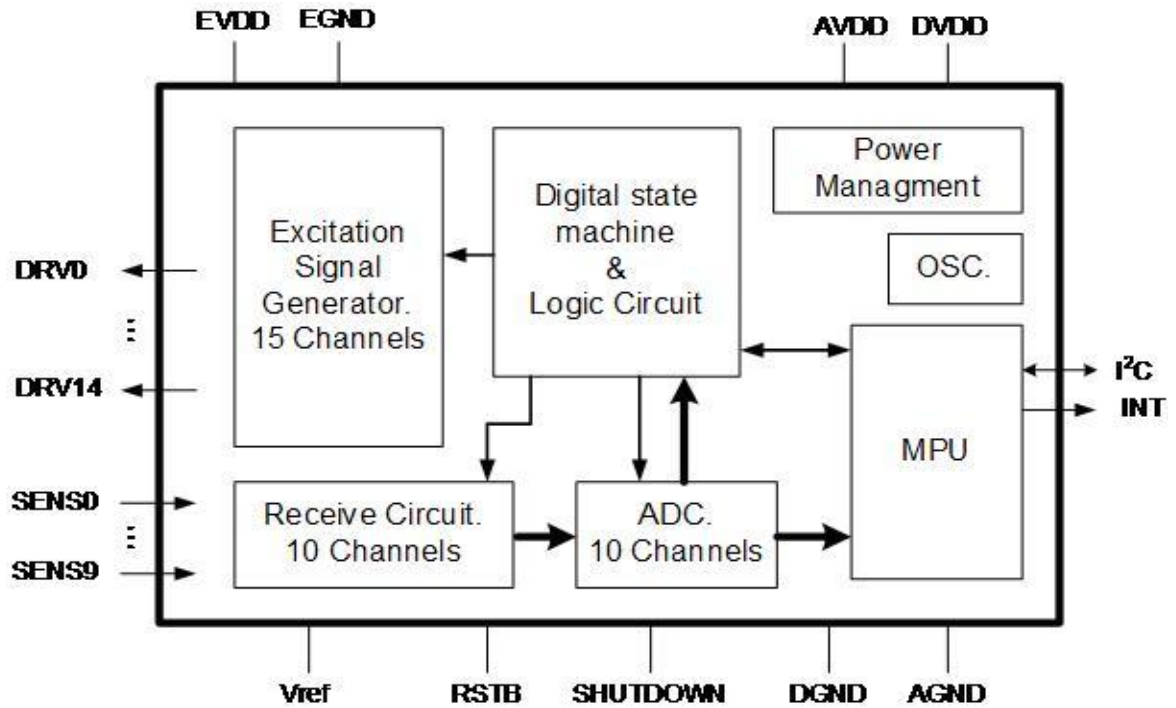 EVDD EGND AVDD DVDD
Excitation
Signal
Generator.
15 Channels
Digital state
machine
&
Logic Circuit
Power
Managment
OSC.
DRV0
...
DRV14
MPU
I²C
INT
SENS0
...
SENS9
Receive Circuit.
10 Channels
ADC.
10 Channels
Vref RSTB SHUTDOWN DGND AGND